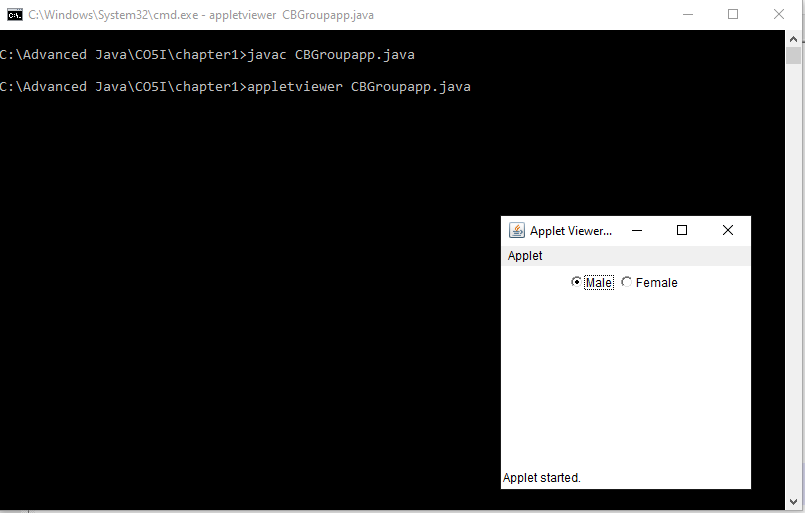 C:\Windows\System32\cmd.exe - appletviewer  CBGroupapp.java
C:\Advanced Java\CO5I\chapter1>javac CBGroupapp.java
C:\Advanced Java\CO5I\chapter1>appletviewer CBGroupapp.java
Applet Viewer...
Applet
Male Female
Applet started.